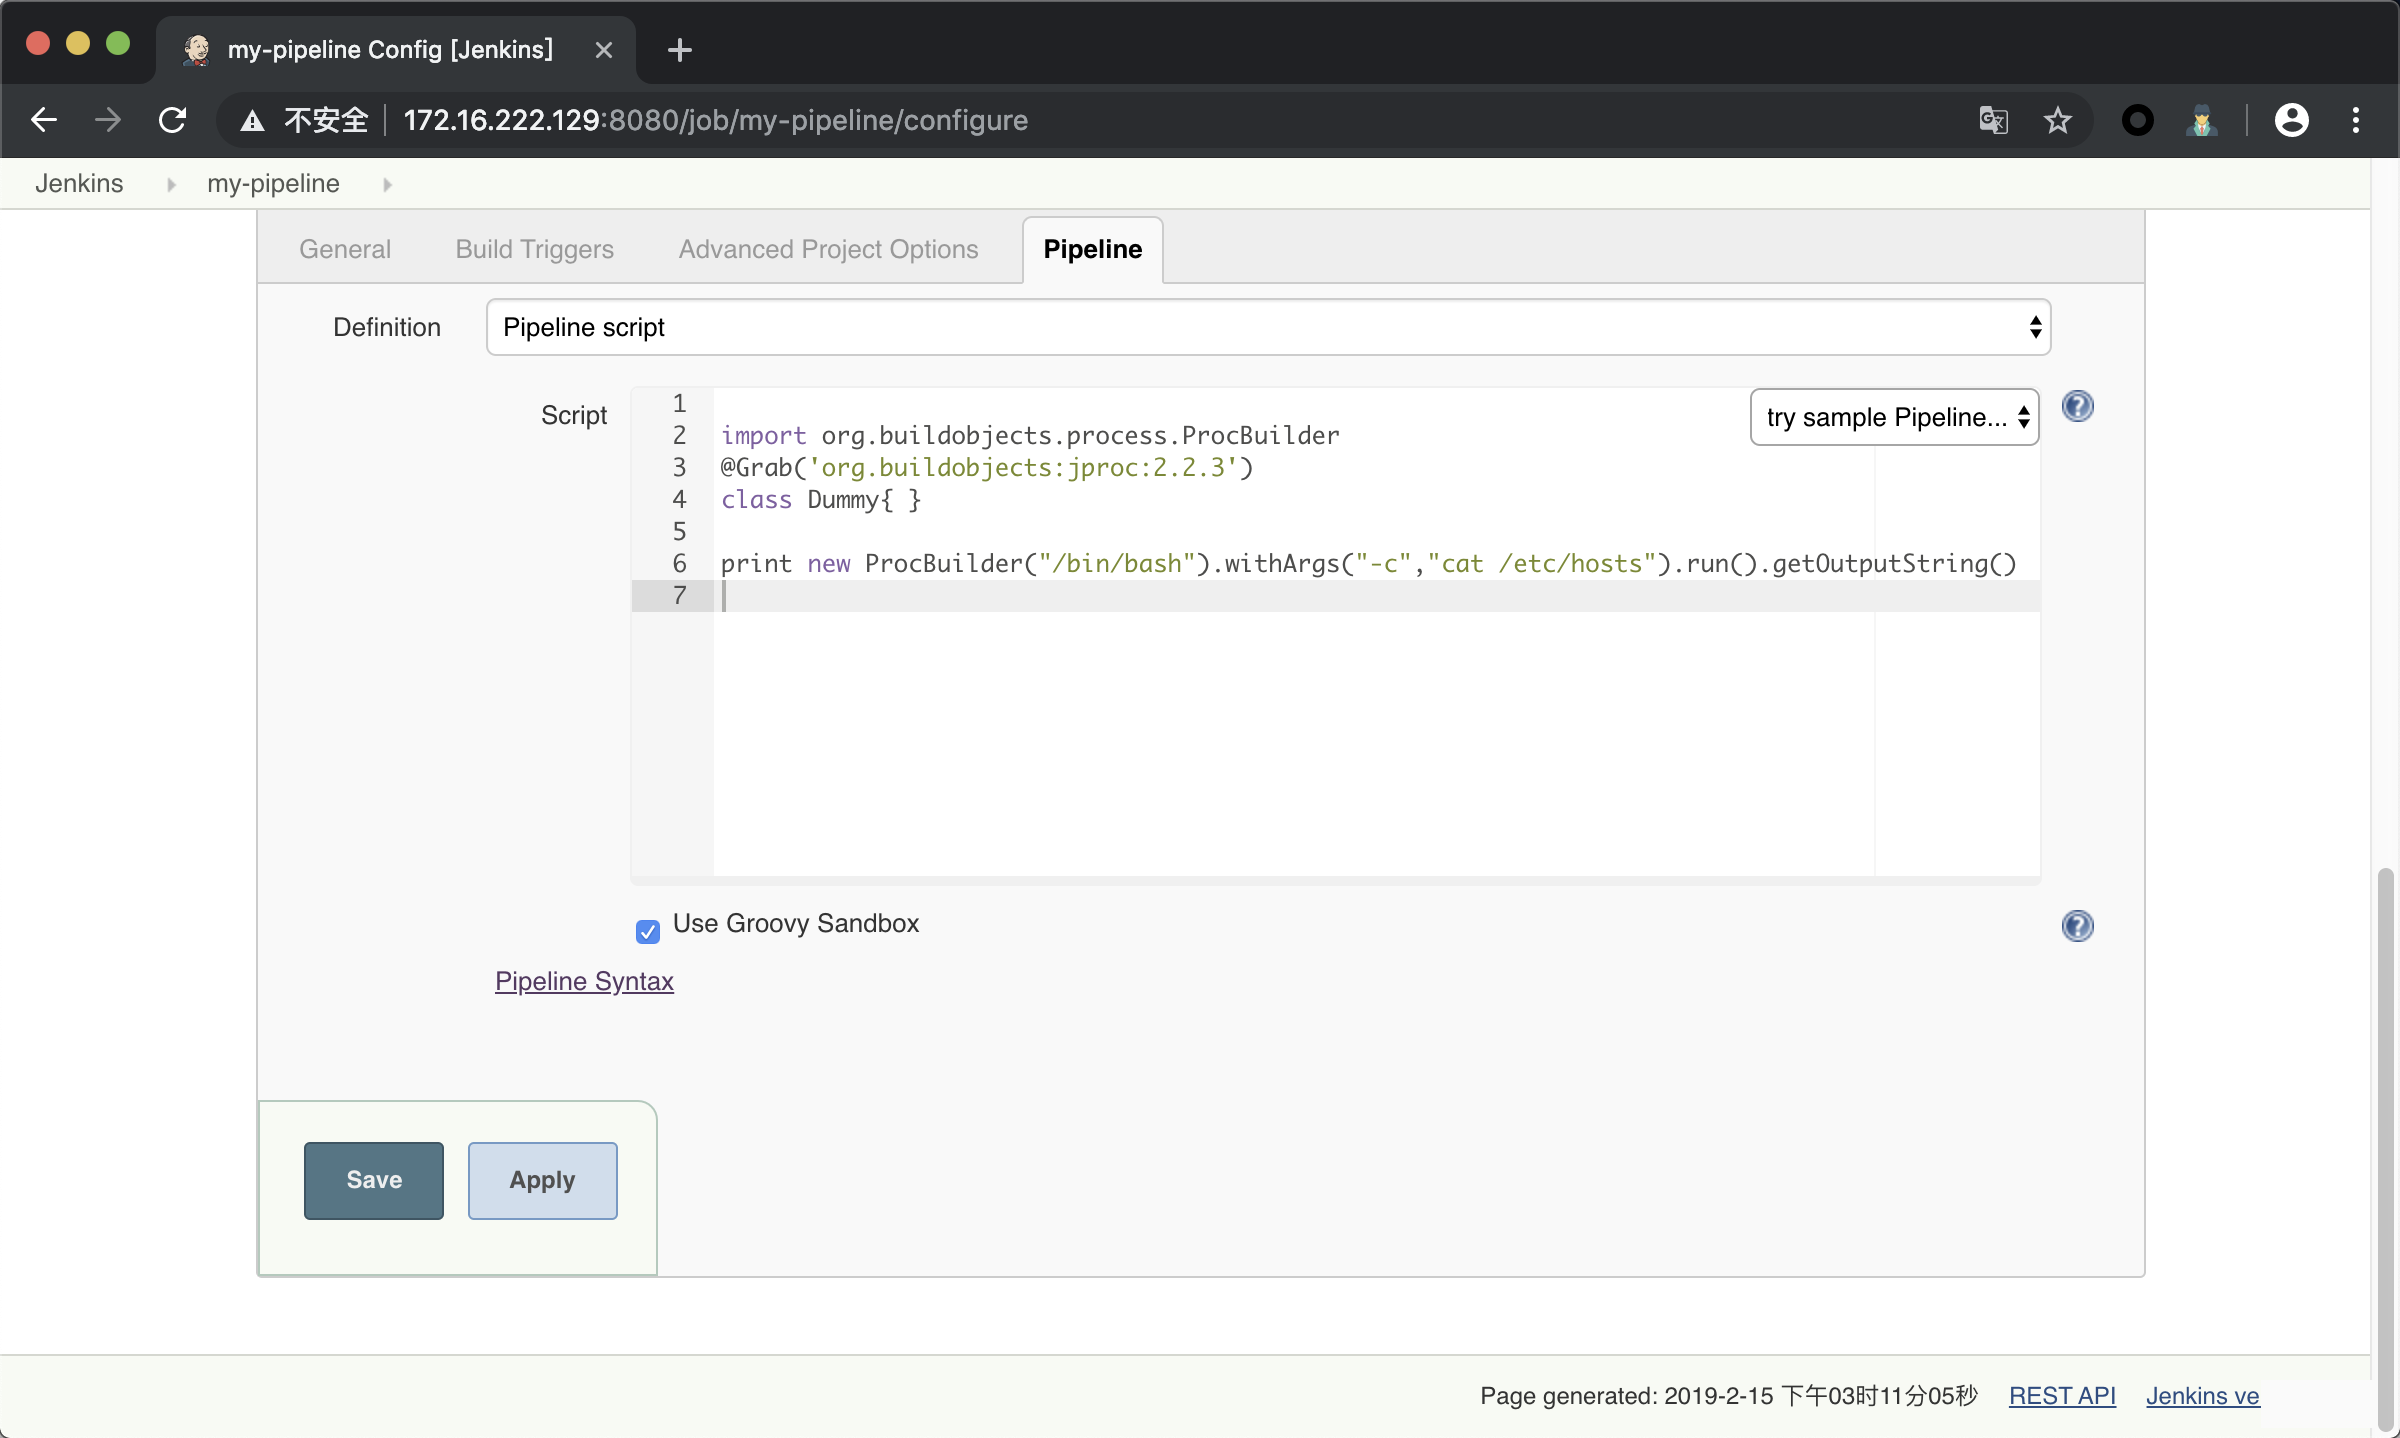 my-pipeline Config [Jenkins]
不安全 172.16.222.129:8080/job/my-pipeline/configure
Jenkins my-pipeline
General Build Triggers Advanced Project Options Pipeline
Definition Pipeline script
Script
try sample Pipeline...
1
2 import org.buildobjects.process.ProcBuilder
3 @Grab('org.buildobjects:jproc:2.2.3')
4 class Dummy{ }
5
6 print new ProcBuilder("/bin/bash").withArgs("-c","cat /etc/hosts").run().getOutputString()
7
Use Groovy Sandbox
Pipeline Syntax
Save Apply
Page generated: 2019-2-15 下午03时11分05秒 REST API Jenkins ve